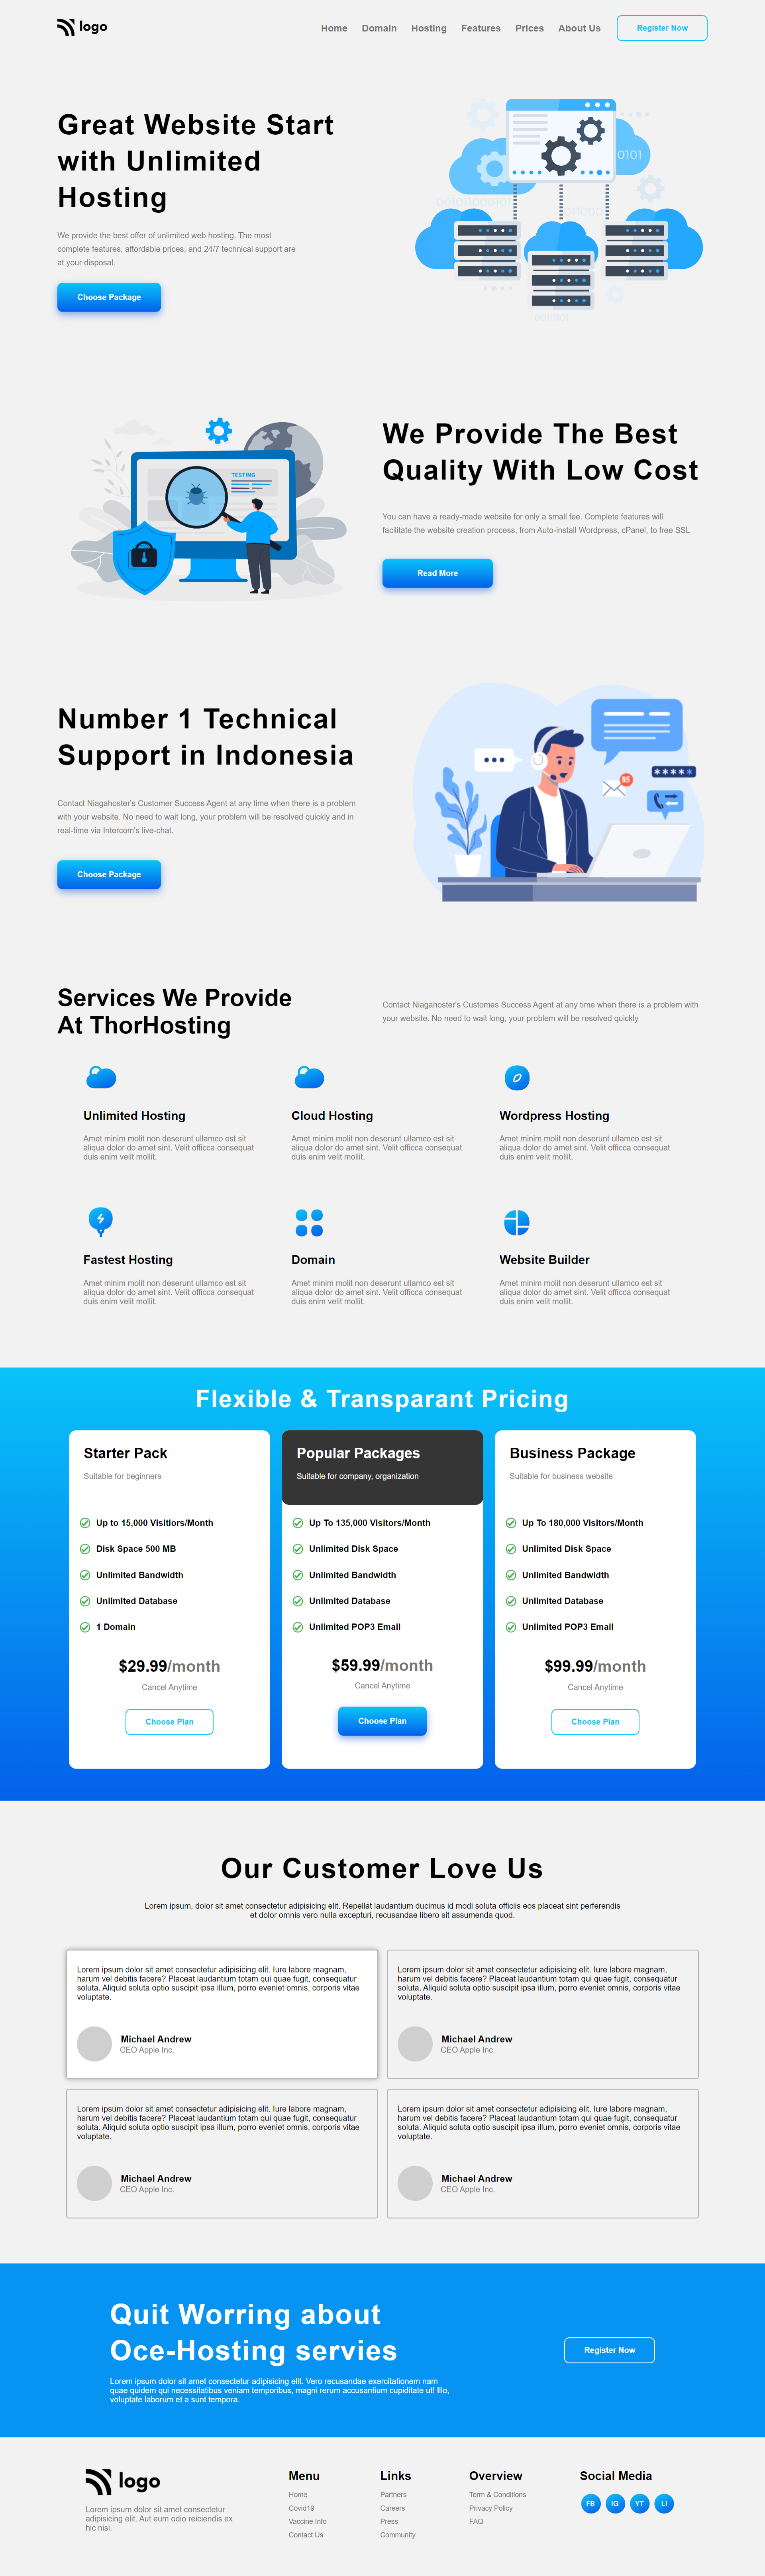 logo
Home Domain Hosting Features Prices About Us Register Now
Great Website Start
with Unlimited
Hosting
We provide the best offer of unlimited web hosting. The most
complete features, affordable prices, and 24/7 technical support are
at your disposal.
Choose Package
TESTING
We Provide The Best
Quality With Low Cost
You can have a ready-made website for only a small fee. Complete features will
facilitate the website creation process, from Auto-install Wordpress, cPanel, to free SSL
Read More
Number 1 Technical
Support in Indonesia
Contact Niagahoster's Customer Success Agent at any time when there is a problem
with your website. No need to wait long, your problem will be resolved quickly and in
real-time via Intercom's live-chat.
Choose Package
$5
*****
Services We Provide
At ThorHosting
Contact Niagahoster's Customes Success Agent at any time when there is a problem with
your website. No need to wait long, your problem will be resolved quickly
Unlimited Hosting
Amet minim molit non deserunt ullamco est sit
aliqua dolor do amet sint. Velit officca consequat
duis enim velit mollit.
Cloud Hosting
Amet minim molit non deserunt ullamco est sit
aliqua dolor do amet sint. Velit officca consequat
duis enim velit mollit.
Wordpress Hosting
Amet minim molit non deserunt ullamco est sit
aliqua dolor do amet sint. Velit officca consequat
duis enim velit mollit.
Fastest Hosting
Amet minim molit non deserunt ullamco est sit
aliqua dolor do amet sint. Velit officca consequat
duis enim velit mollit.
Domain
Amet minim molit non deserunt ullamco est sit
aliqua dolor do amet sint. Velit officca consequat
duis enim velit mollit.
Website Builder
Amet minim molit non deserunt ullamco est sit
aliqua dolor do amet sint. Velit officca consequat
duis enim velit mollit.
Flexible & Transparant Pricing
Starter Pack
Suitable for beginners
Up to 15,000 Visitiors/Month
Disk Space 500 MB
Unlimited Bandwidth
Unlimited Database
1 Domain
$29.99/month
Cancel Anytime
Choose Plan
Popular Packages
Suitable for company, organization
Up To 135,000 Visitors/Month
Unlimited Disk Space
Unlimited Bandwidth
Unlimited Database
Unlimited POP3 Email
$59.99/month
Cancel Anytime
Choose Plan
Business Package
Suitable for business website
Up To 180,000 Visitors/Month
Unlimited Disk Space
Unlimited Bandwidth
Unlimited Database
Unlimited POP3 Email
$99.99/month
Cancel Anytime
Choose Plan
Our Customer Love Us
Lorem ipsum, dolor sit amet consectetur adipisicing elit. Repellat laudantium ducimus id modi soluta officiis eos placeat sint perferendis
et dolor omnis vero nulla excepturi, recusandae libero sit assumenda quod.
Lorem ipsum dolor sit amet consectetur adipisicing elit. Iure labore magnam,
harum vel debitis facere? Placeat laudantium totam qui quae fugit, consequatur
soluta. Aliquid soluta optio suscipit ipsa illum, porro eveniet omnis, corporis vitae
voluptate.
Michael Andrew
CEO Apple Inc.
Lorem ipsum dolor sit amet consectetur adipisicing elit. Iure labore magnam,
harum vel debitis facere? Placeat laudantium totam qui quae fugit, consequatur
soluta. Aliquid soluta optio suscipit ipsa illum, porro eveniet omnis, corporis vitae
voluptate.
Michael Andrew
CEO Apple Inc.
Lorem ipsum dolor sit amet consectetur adipisicing elit. Iure labore magnam,
harum vel debitis facere? Placeat laudantium totam qui quae fugit, consequatur
soluta. Aliquid soluta optio suscipit ipsa illum, porro eveniet omnis, corporis vitae
voluptate.
Michael Andrew
CEO Apple Inc.
Lorem ipsum dolor sit amet consectetur adipisicing elit. Iure labore magnam,
harum vel debitis facere? Placeat laudantium totam qui quae fugit, consequatur
soluta. Aliquid soluta optio suscipit ipsa illum, porro eveniet omnis, corporis vitae
voluptate.
Michael Andrew
CEO Apple Inc.
Quit Worring about
Oce-Hosting servies
Lorem ipsum dolor sit amet consectetur adipisicing elit. Vero recusandae exercitationem nam
quae quidem qui necessitatibus veniam temporibus, magni rerum accusantium cupiditate ut! Illo,
voluptate laborum et a sunt tempora.
Register Now
logo
Lorem ipsum dolor sit amet consectetur
adipisicing elit. Aut eum odio reiciendis ex
hic nisi.
Menu
Home
Covid19
Vaccine Info
Contact Us
Links
Partners
Careers
Press
Community
Overview
Term & Conditions
Privacy Policy
FAQ
Social Media
FB IG YT LI